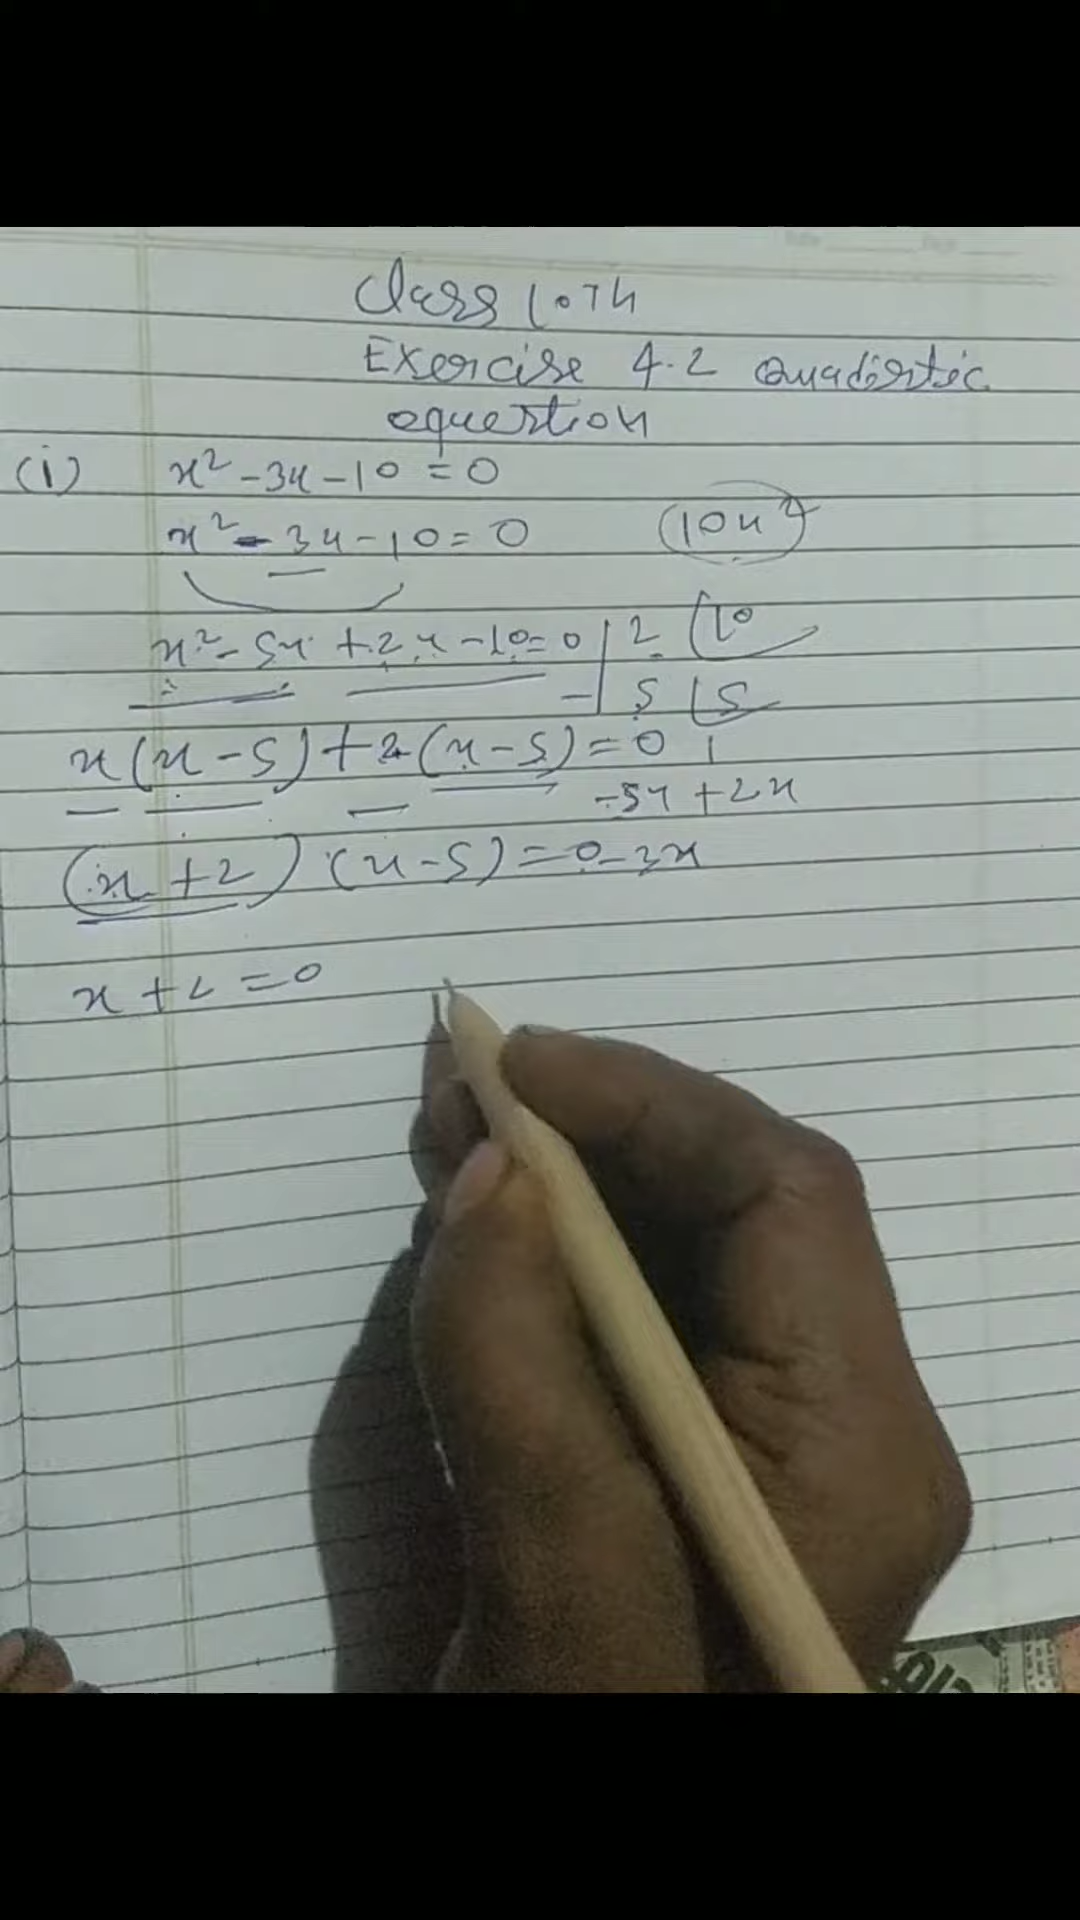 Class 10TH
Exercise 4.2 Quadratic
equation
(i) x² - 3x - 10 = 0
x² - 3x - 10 = 0
10x²
x² - 5x + 2x - 10 = 0
2 | 10
5 | 5
1
x(x - 5) + 2(x - 5) = 0
-5x + 2x
-3x
(x + 2) (x - 5) = 0
x + 2 = 0